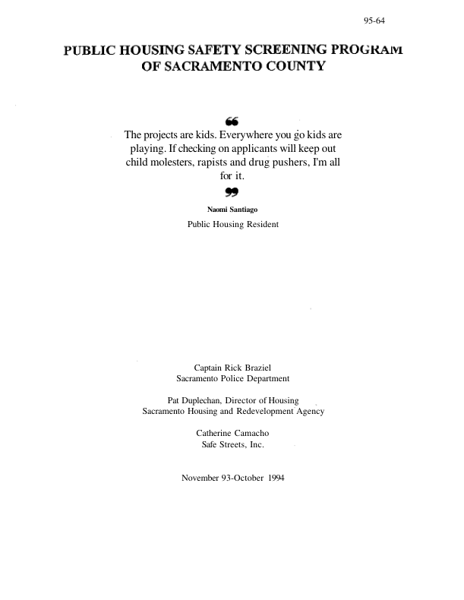 95-64
PUBLIC HOUSING SAFETY SCREENING PROGRAM
OF SACRAMENTO COUNTY
❝
The projects are kids. Everywhere you go kids are
playing. If checking on applicants will keep out
child molesters, rapists and drug pushers, I'm all
for it.
❞
Naomi Santiago
Public Housing Resident
Captain Rick Braziel
Sacramento Police Department
Pat Duplechan, Director of Housing
Sacramento Housing and Redevelopment Agency
Catherine Camacho
Safe Streets, Inc.
November 93-October 1994